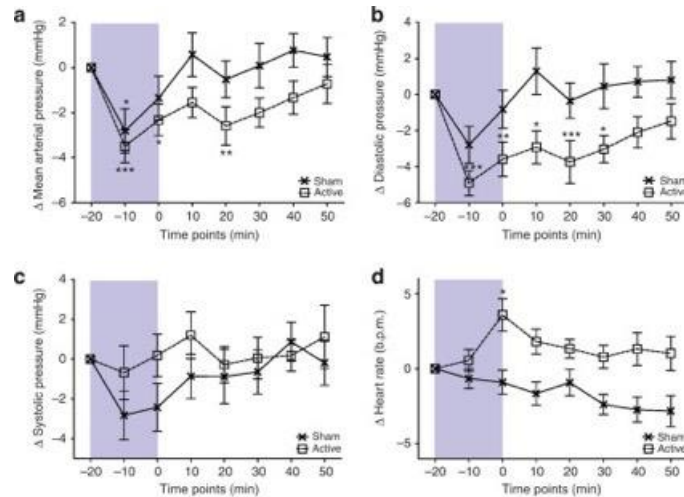 a
Δ Mean arterial pressure (mmHg)
2
0
−2
−4
−6
*
***
*
**
Sham
Active
−20 −10 0 10 20 30 40 50
Time points (min)
b
Δ Diastolic pressure (mmHg)
4
2
0
−2
−4
−6
***
**
*
***
*
Sham
Active
−20 −10 0 10 20 30 40 50
Time points (min)
c
Δ Systolic pressure (mmHg)
4
2
0
−2
−4
Sham
Active
−20 −10 0 10 20 30 40 50
Time points (min)
d
Δ Heart rate (b.p.m.)
5
0
−5
*
Sham
Active
−20 −10 0 10 20 30 40 50
Time points (min)